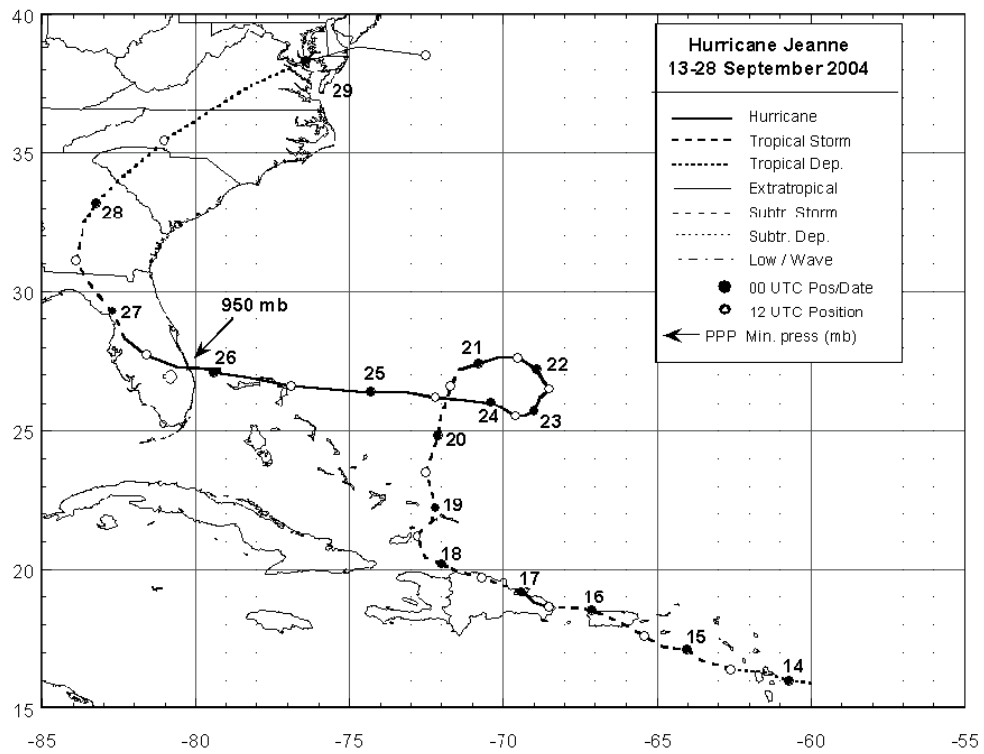 40
35
30
25
20
15
-85
-80
-75
-70
-65
-60
-55
Hurricane Jeanne
13-28 September 2004
Hurricane
Tropical Storm
Tropical Dep.
Extratropical
Subtr. Storm
Subtr. Dep.
Low / Wave
00 UTC Pos/Date
12 UTC Position
PPP Min. press (mb)
29
28
27
950 mb
26
25
21
22
24
23
20
19
18
17
16
15
14